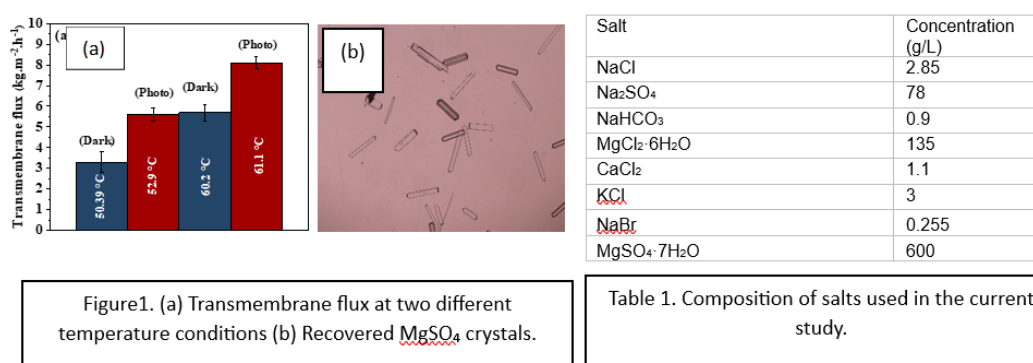 10
9
8
7
6
5
4
3
2
1
0
Transmembrane flux (kg.m⁻².h⁻¹)
(a
(a)
(Dark)
(Photo)
(Dark)
(Photo)
50.39 °C
52.9 °C
60.2 °C
61.1 °C
(b)
Figure1. (a) Transmembrane flux at two different
temperature conditions (b) Recovered MgSO₄ crystals.
Salt Concentration
(g/L)
NaCl 2.85
Na₂SO₄ 78
NaHCO₃ 0.9
MgCl₂·6H₂O 135
CaCl₂ 1.1
KCl 3
NaBr 0.255
MgSO₄·7H₂O 600
Table 1. Composition of salts used in the current
study.